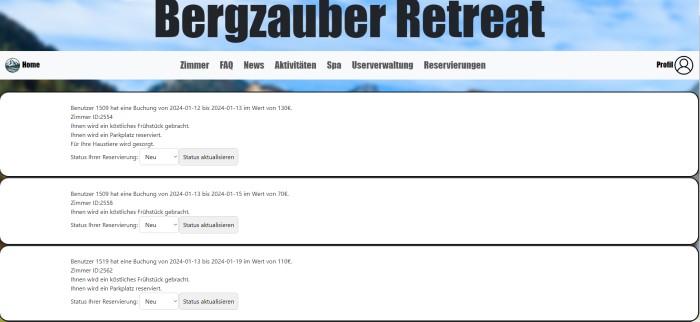 Bergzauber Retreat
Home Zimmer FAQ News Aktivitäten Spa Userverwaltung Reservierungen Profil
Benutzer 1509 hat eine Buchung von 2024-01-12 bis 2024-01-13 im Wert von 130€.
Zimmer ID:2554
Ihnen wird ein köstliches Frühstück gebracht.
Ihnen wird ein Parkplatz reserviert.
Für Ihre Haustiere wird gesorgt.
Status Ihrer Reservierung: Neu Status aktualisieren
Benutzer 1509 hat eine Buchung von 2024-01-13 bis 2024-01-15 im Wert von 70€.
Zimmer ID:2558
Ihnen wird ein köstliches Frühstück gebracht.
Status Ihrer Reservierung: Neu Status aktualisieren
Benutzer 1519 hat eine Buchung von 2024-01-13 bis 2024-01-19 im Wert von 110€.
Zimmer ID:2562
Ihnen wird ein köstliches Frühstück gebracht.
Ihnen wird ein Parkplatz reserviert.
Status Ihrer Reservierung: Neu Status aktualisieren